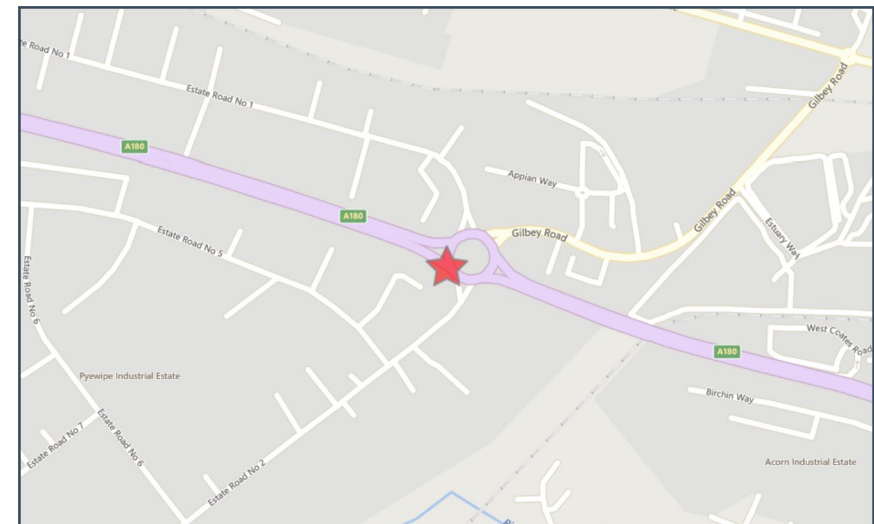 te Road No 1
Estate Road No 1
A180
A180
Appian Way
Gilbey Road
Gilbey Road
Gilbey Road
Estuary Way
Estate Road No 5
Estate Road No 6
A180
West Coates Road
Birchin Way
Pyewipe Industrial Estate
Estate Road No 6
Estate Road No 7
Estate Road No 2
Acorn Industrial Estate